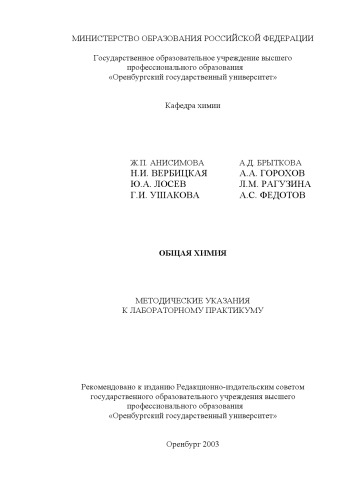 МИНИСТЕРСТВО ОБРАЗОВАНИЯ РОССИЙСКОЙ ФЕДЕРАЦИИ
Государственное образовательное учреждение высшего
профессионального образования
«Оренбургский государственный университет»
Кафедра химии
Ж.П. АНИСИМОВА А.Д. БРЫТКОВА
Н.И. ВЕРБИЦКАЯ А.А. ГОРОХОВ
Ю.А. ЛОСЕВ Л.М. РАГУЗИНА
Г.И. УШАКОВА А.С. ФЕДОТОВ
ОБЩАЯ ХИМИЯ
МЕТОДИЧЕСКИЕ УКАЗАНИЯ
К ЛАБОРАТОРНОМУ ПРАКТИКУМУ
Рекомендовано к изданию Редакционно-издательским советом
государственного образовательного учреждения высшего
профессионального образования
«Оренбургский государственный университет»
Оренбург 2003